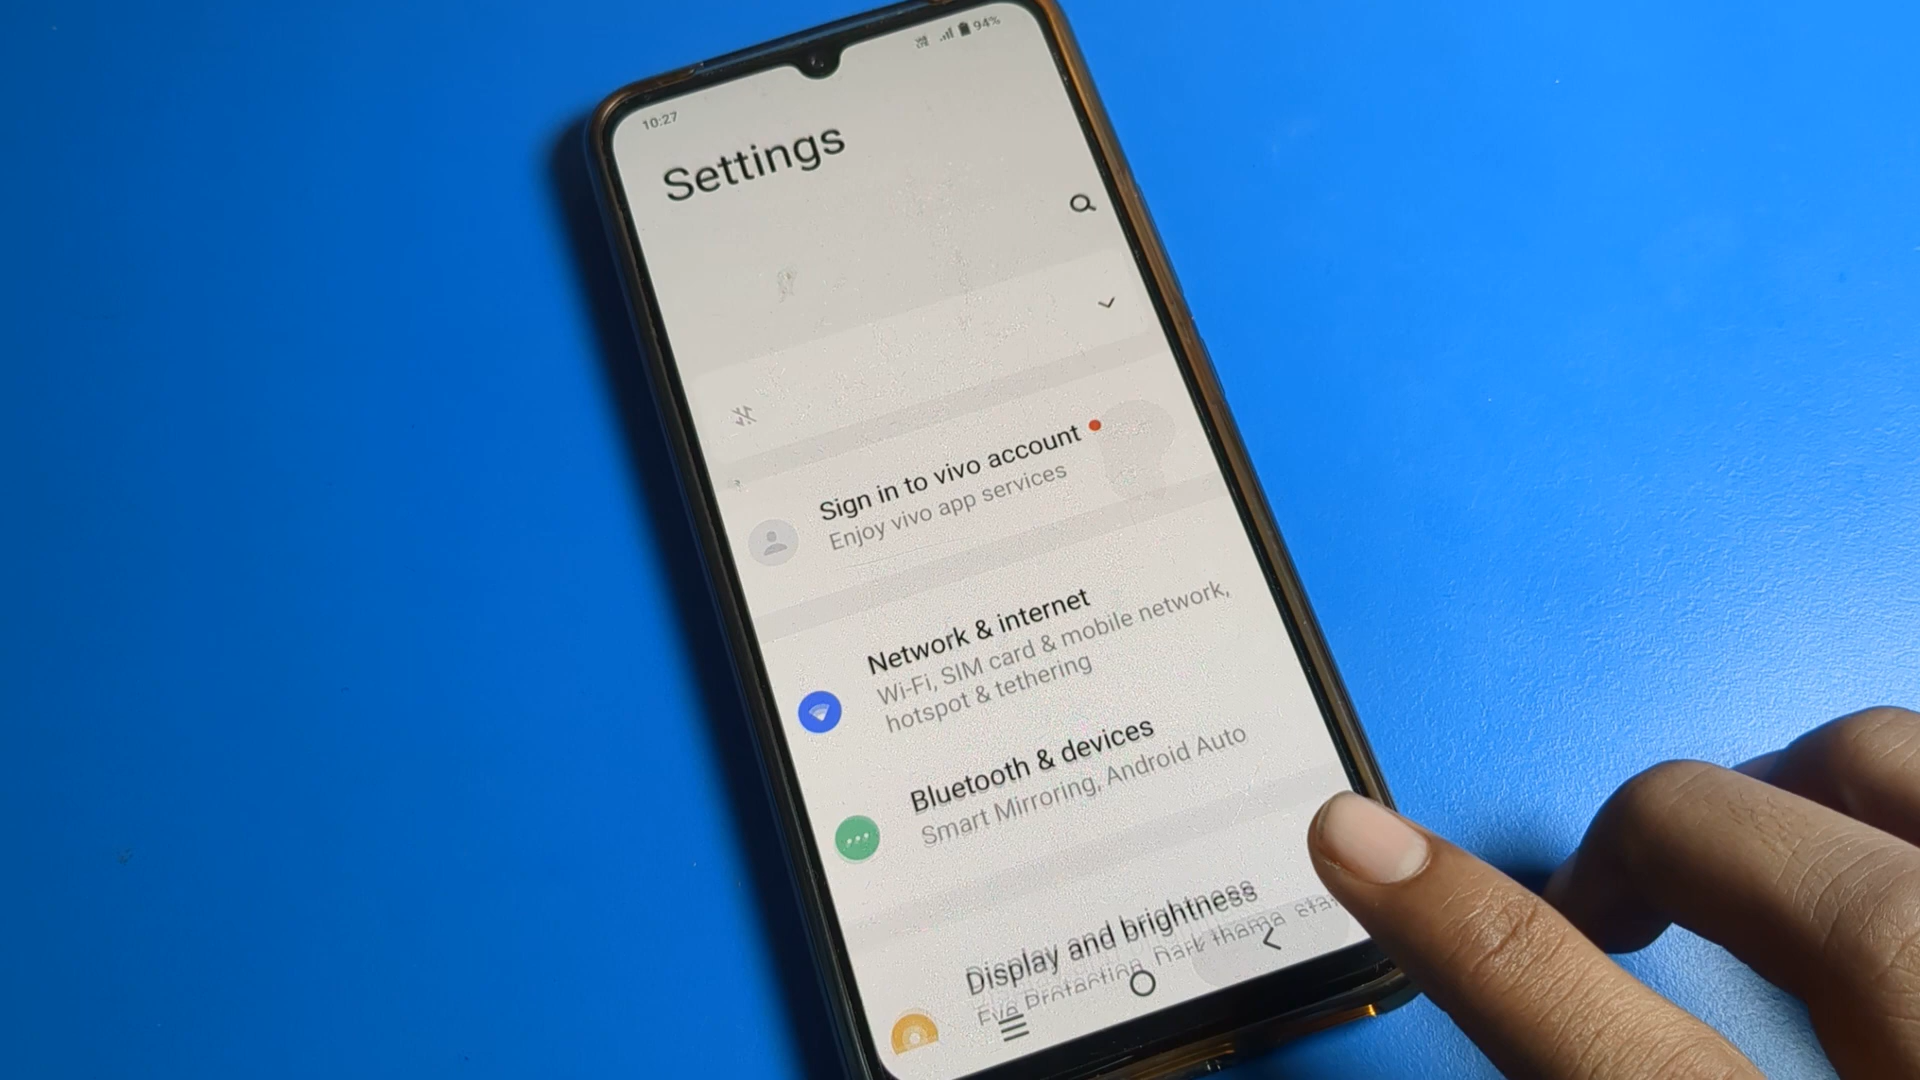 10:27
94%
Settings
Sign in to vivo account
Enjoy vivo app services
Network & internet
Wi-Fi, SIM card & mobile network,
hotspot & tethering
Bluetooth & devices
Smart Mirroring, Android Auto
Display and brightness
Eye Protection, Dark theme